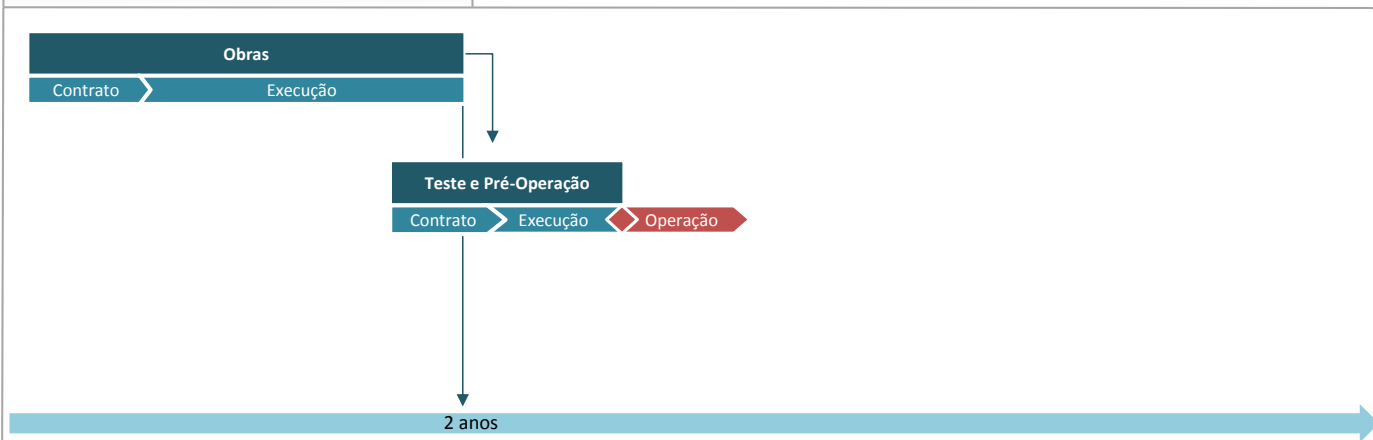 Obras
Contrato
Execução
Teste e Pré-Operação
Contrato
Execução
Operação
2 anos